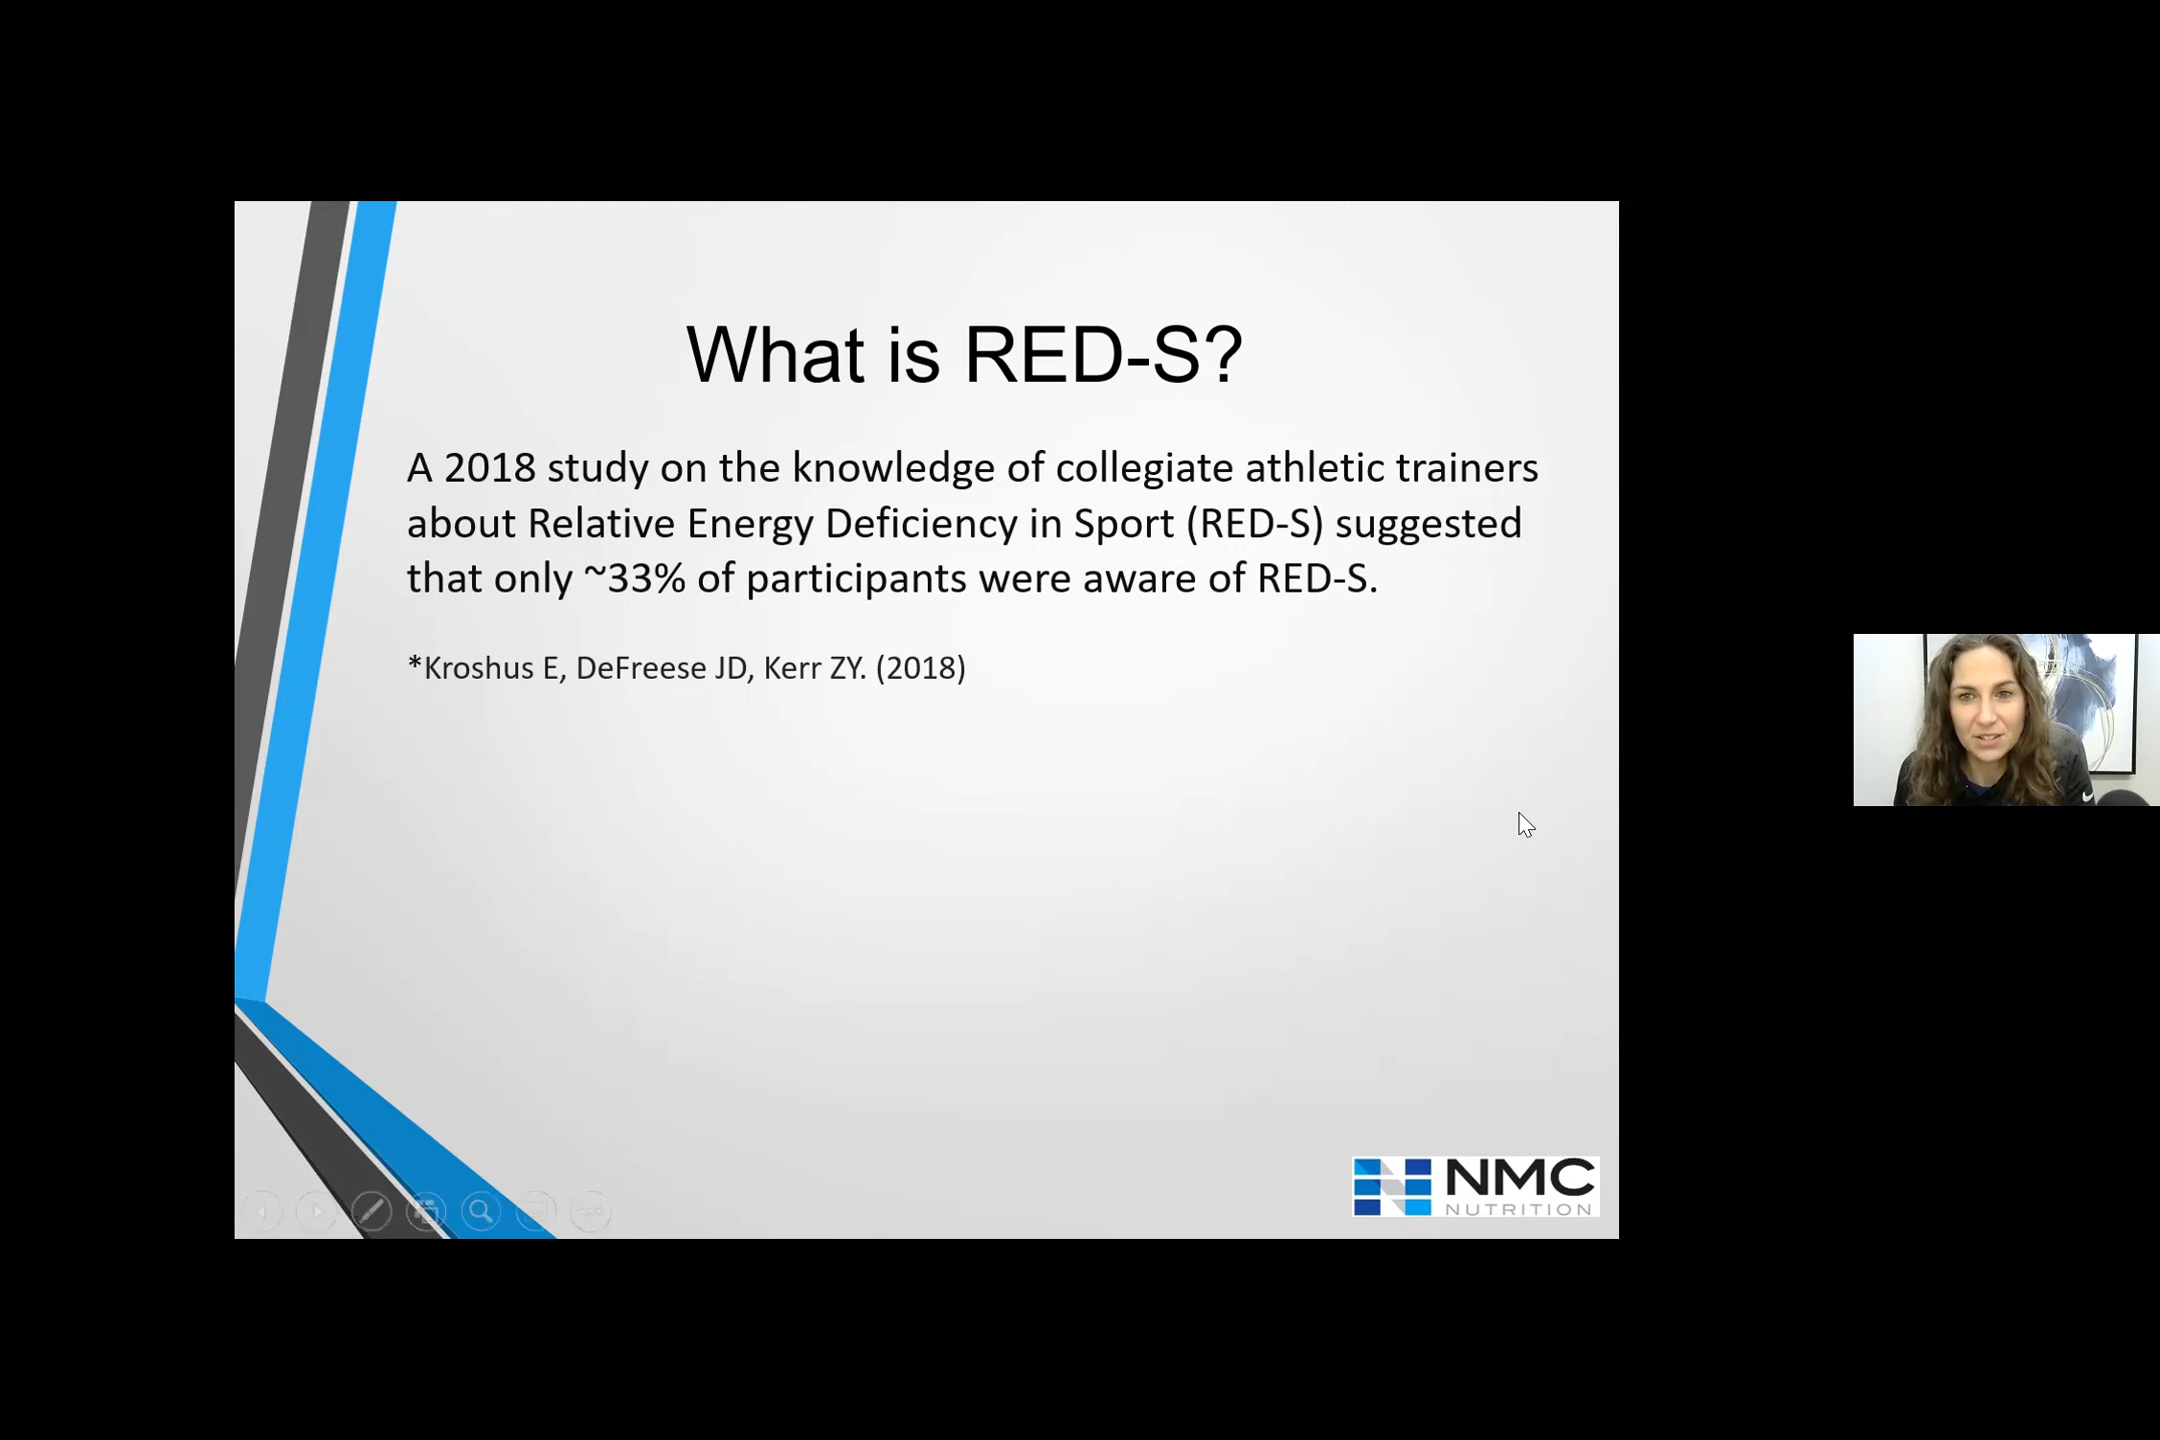 What is RED-S?
A 2018 study on the knowledge of collegiate athletic trainers
about Relative Energy Deficiency in Sport (RED-S) suggested
that only ~33% of participants were aware of RED-S.
*Kroshus E, DeFreese JD, Kerr ZY. (2018)
NMC
NUTRITION